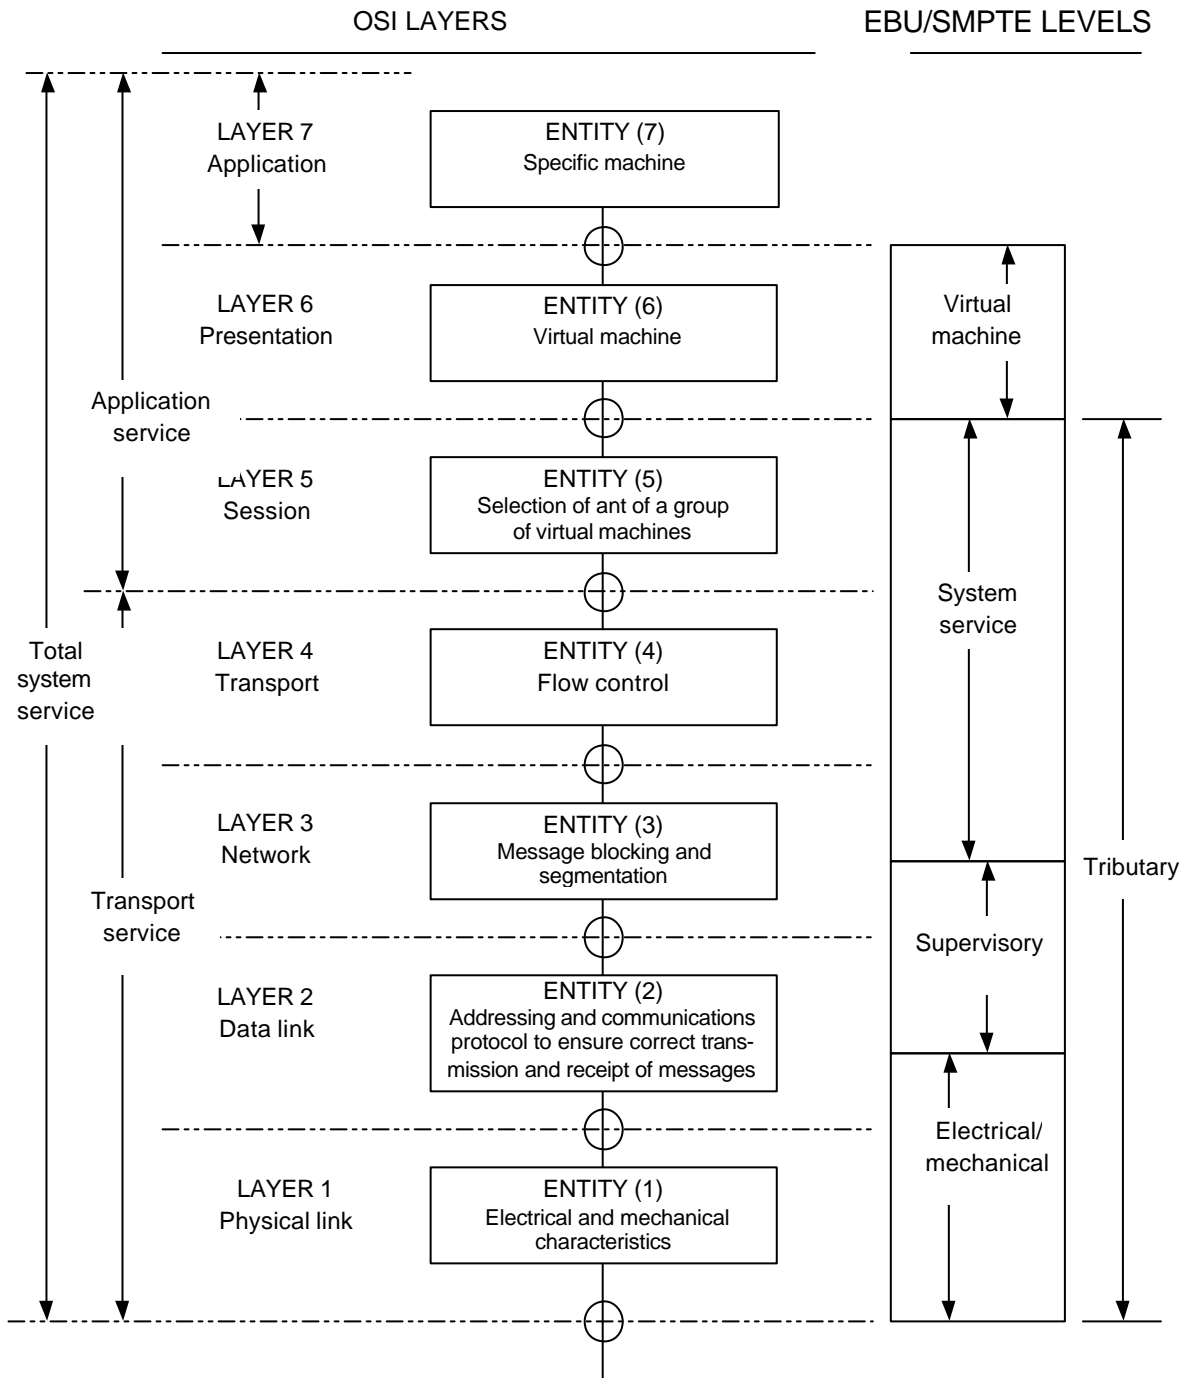 OSI LAYERS
EBU/SMPTE LEVELS
LAYER 7
Application
ENTITY (7)
Specific machine
LAYER 6
Presentation
ENTITY (6)
Virtual machine
Virtual
machine
Application
service
LAYER 5
Session
ENTITY (5)
Selection of ant of a group
of virtual machines
System
service
Total
system
service
LAYER 4
Transport
ENTITY (4)
Flow control
LAYER 3
Network
ENTITY (3)
Message blocking and
segmentation
Tributary
Transport
service
Supervisory
LAYER 2
Data link
ENTITY (2)
Addressing and communications
protocol to ensure correct trans-
mission and receipt of messages
Electrical/
mechanical
LAYER 1
Physical link
ENTITY (1)
Electrical and mechanical
characteristics